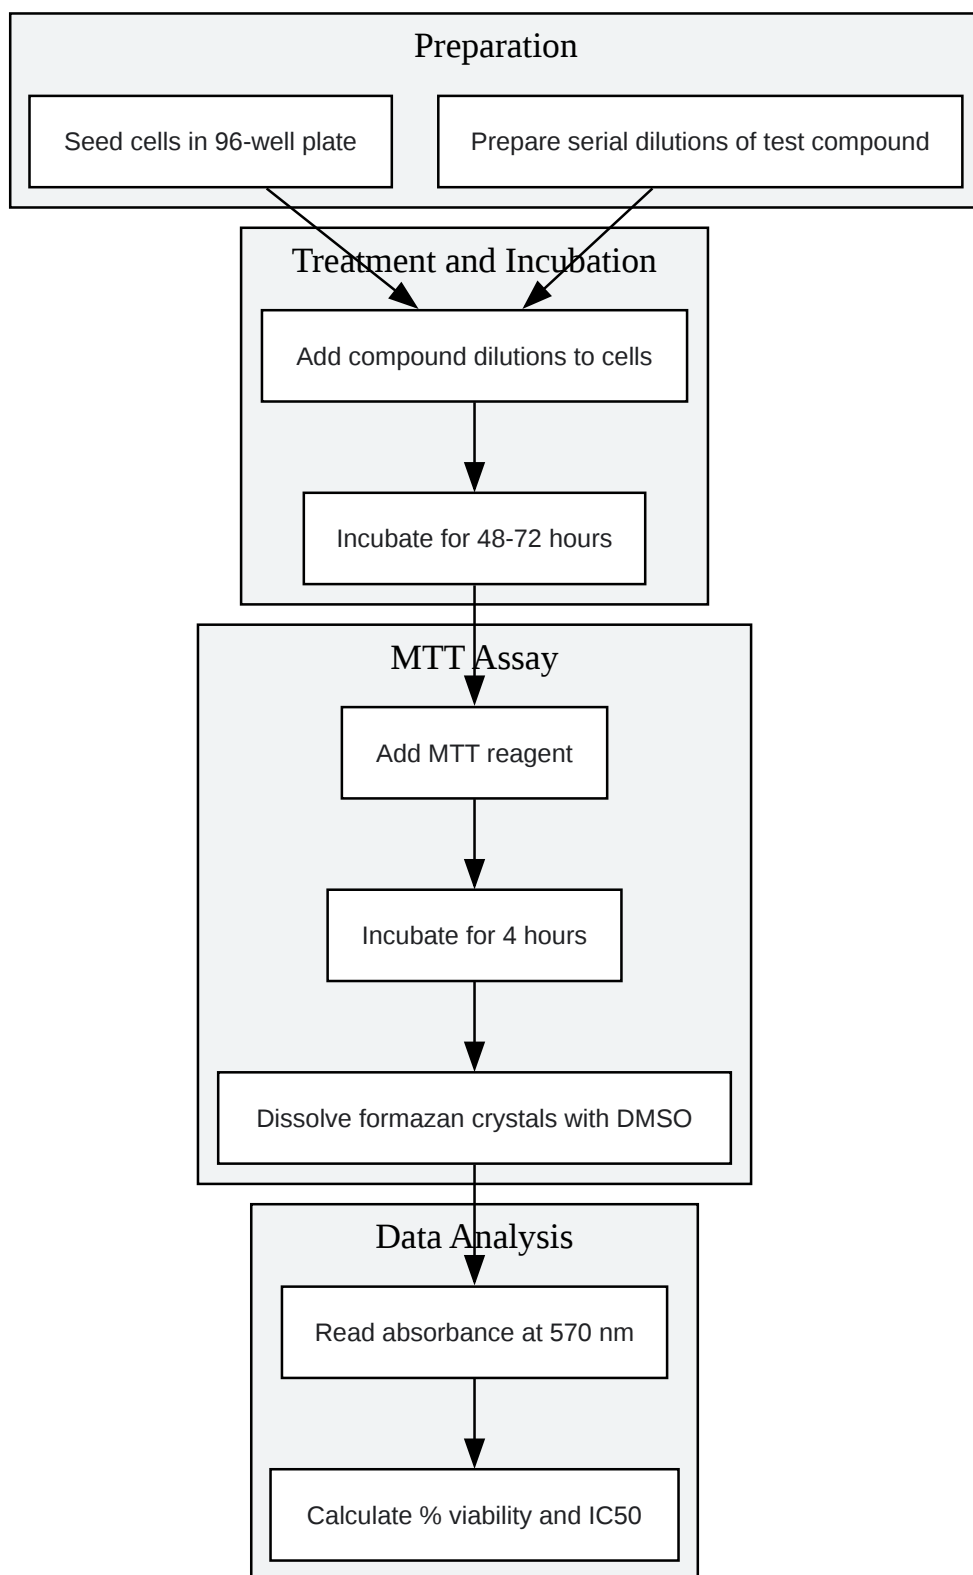 Preparation
Seed cells in 96-well plate
Prepare serial dilutions of test compound
Treatment and Incubation
Add compound dilutions to cells
Incubate for 48-72 hours
MTT Assay
Add MTT reagent
Incubate for 4 hours
Dissolve formazan crystals with DMSO
Data Analysis
Read absorbance at 570 nm
Calculate % viability and IC50